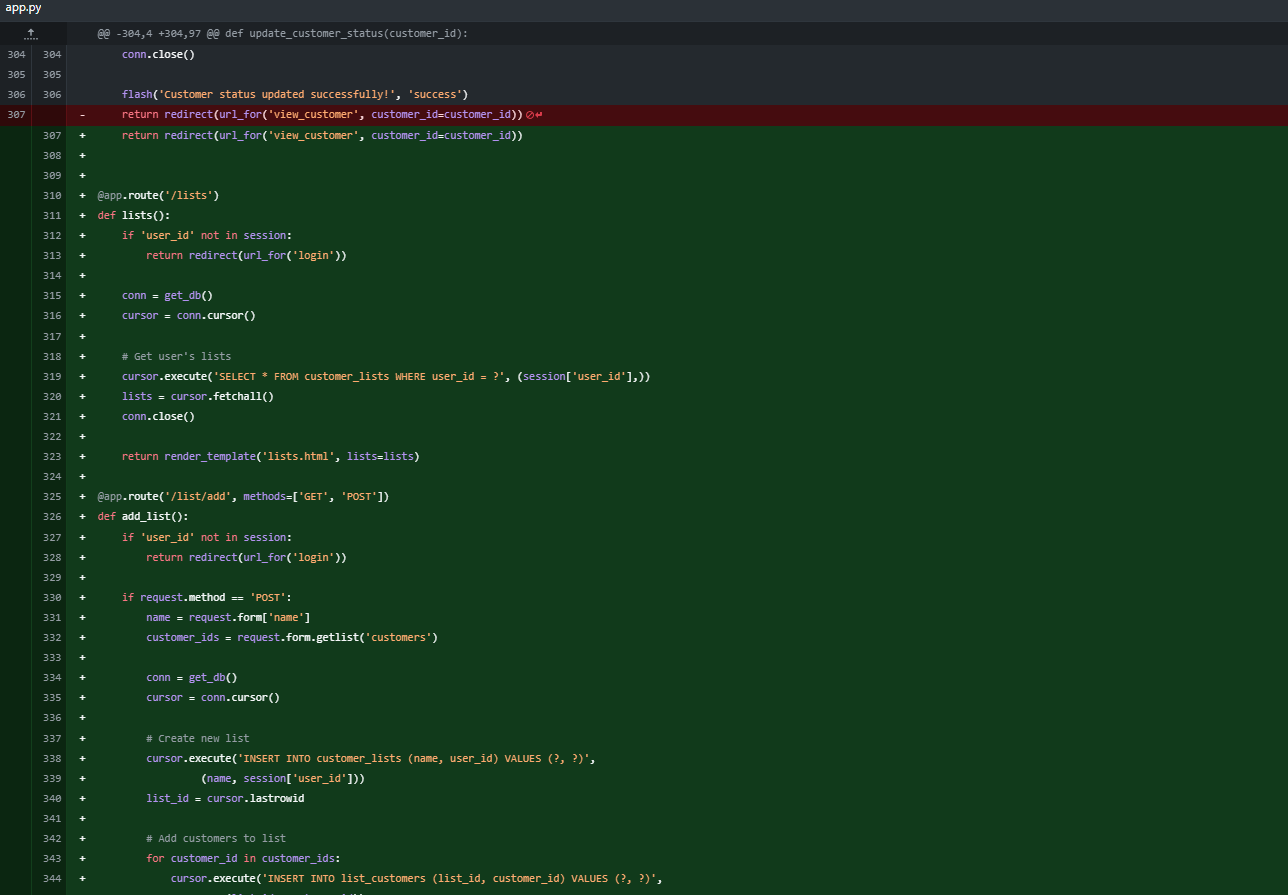 app.py
@@ -304,4 +304,97 @@ def update_customer_status(customer_id):
304 304 conn.close()
305 305
306 306 flash('Customer status updated successfully!', 'success')
307 - return redirect(url_for('view_customer', customer_id=customer_id))
307 + return redirect(url_for('view_customer', customer_id=customer_id))
308 +
309 +
310 + @app.route('/lists')
311 + def lists():
312 + if 'user_id' not in session:
313 + return redirect(url_for('login'))
314 +
315 + conn = get_db()
316 + cursor = conn.cursor()
317 +
318 + # Get user's lists
319 + cursor.execute('SELECT * FROM customer_lists WHERE user_id = ?', (session['user_id'],))
320 + lists = cursor.fetchall()
321 + conn.close()
322 +
323 + return render_template('lists.html', lists=lists)
324 +
325 + @app.route('/list/add', methods=['GET', 'POST'])
326 + def add_list():
327 + if 'user_id' not in session:
328 + return redirect(url_for('login'))
329 +
330 + if request.method == 'POST':
331 + name = request.form['name']
332 + customer_ids = request.form.getlist('customers')
333 +
334 + conn = get_db()
335 + cursor = conn.cursor()
336 +
337 + # Create new list
338 + cursor.execute('INSERT INTO customer_lists (name, user_id) VALUES (?, ?)',
339 + (name, session['user_id']))
340 + list_id = cursor.lastrowid
341 +
342 + # Add customers to list
343 + for customer_id in customer_ids:
344 + cursor.execute('INSERT INTO list_customers (list_id, customer_id) VALUES (?, ?)',